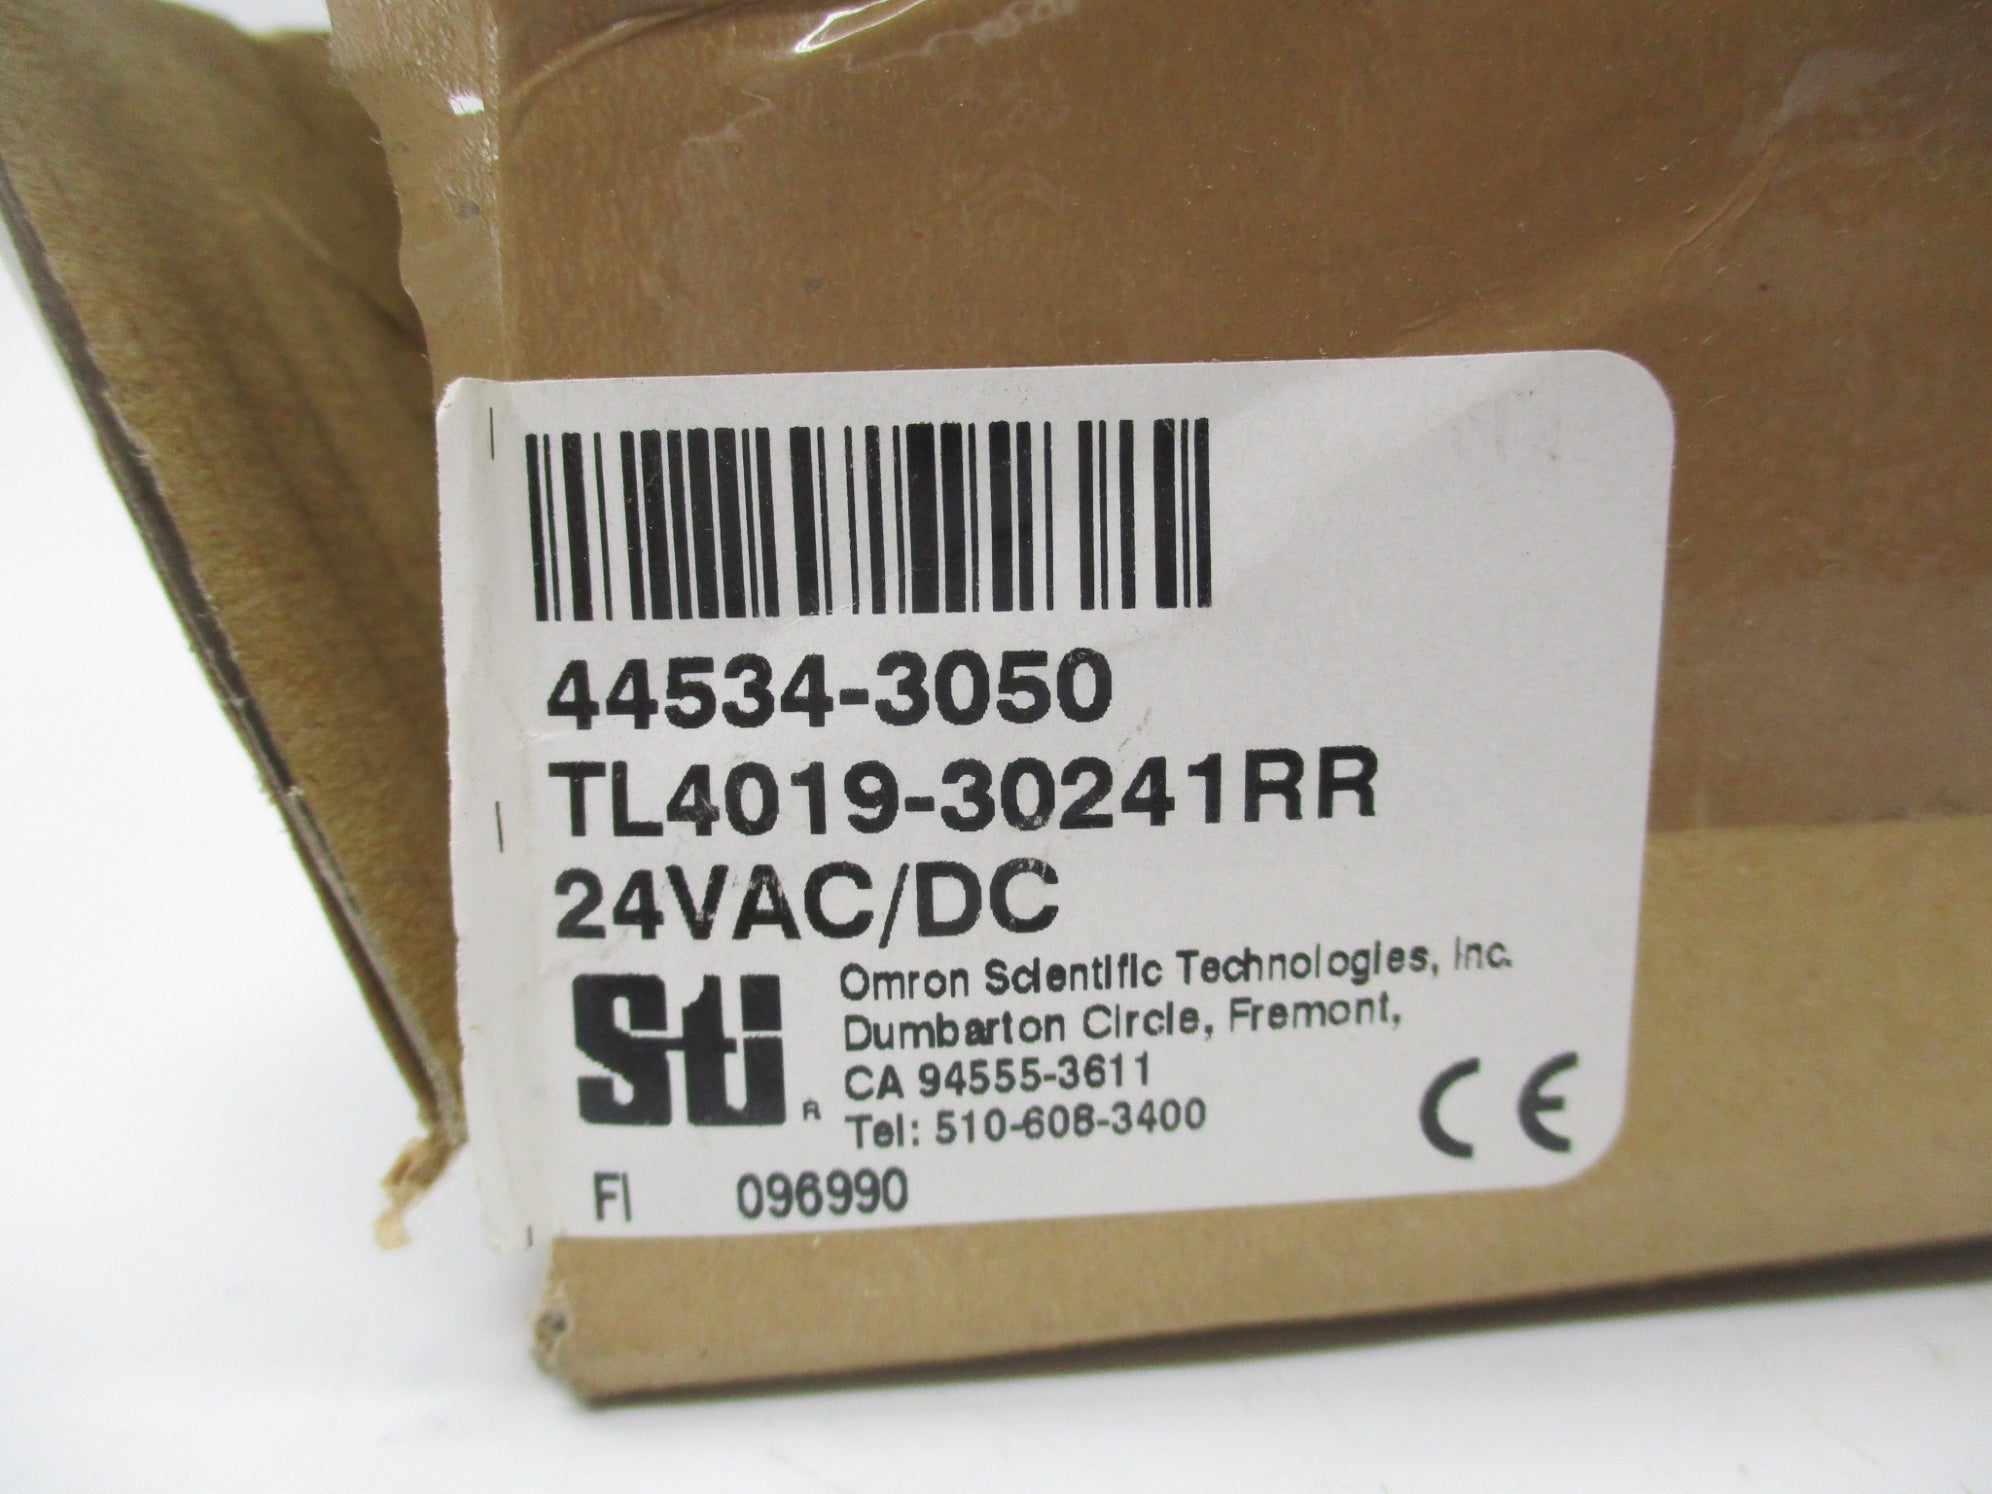 44534-3050
TL4019-30241RR
24VAC/DC
Sti R
Omron Scientific Technologies, Inc.
Dumbarton Circle, Fremont,
CA 94555-3611
Tel: 510-608-3400
CE
FI 096990